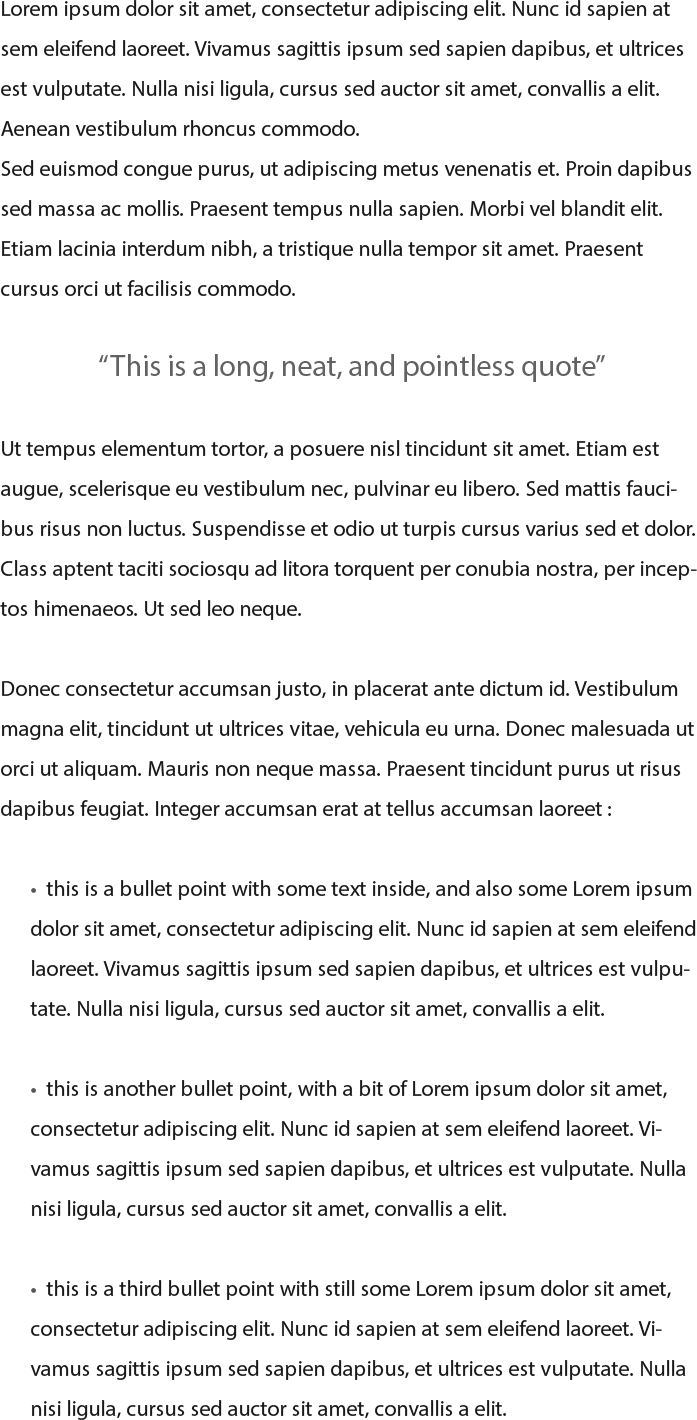 Lorem ipsum dolor sit amet, consectetur adipiscing elit. Nunc id sapien at
sem eleifend laoreet. Vivamus sagittis ipsum sed sapien dapibus, et ultrices
est vulputate. Nulla nisi ligula, cursus sed auctor sit amet, convallis a elit.
Aenean vestibulum rhoncus commodo.
Sed euismod congue purus, ut adipiscing metus venenatis et. Proin dapibus
sed massa ac mollis. Praesent tempus nulla sapien. Morbi vel blandit elit.
Etiam lacinia interdum nibh, a tristique nulla tempor sit amet. Praesent
cursus orci ut facilisis commodo.
“This is a long, neat, and pointless quote”
Ut tempus elementum tortor, a posuere nisl tincidunt sit amet. Etiam est
augue, scelerisque eu vestibulum nec, pulvinar eu libero. Sed mattis fauci-
bus risus non luctus. Suspendisse et odio ut turpis cursus varius sed et dolor.
Class aptent taciti sociosqu ad litora torquent per conubia nostra, per incep-
tos himenaeos. Ut sed leo neque.
Donec consectetur accumsan justo, in placerat ante dictum id. Vestibulum
magna elit, tincidunt ut ultrices vitae, vehicula eu urna. Donec malesuada ut
orci ut aliquam. Mauris non neque massa. Praesent tincidunt purus ut risus
dapibus feugiat. Integer accumsan erat at tellus accumsan laoreet :
• this is a bullet point with some text inside, and also some Lorem ipsum
dolor sit amet, consectetur adipiscing elit. Nunc id sapien at sem eleifend
laoreet. Vivamus sagittis ipsum sed sapien dapibus, et ultrices est vulpu-
tate. Nulla nisi ligula, cursus sed auctor sit amet, convallis a elit.
• this is another bullet point, with a bit of Lorem ipsum dolor sit amet,
consectetur adipiscing elit. Nunc id sapien at sem eleifend laoreet. Vi-
vamus sagittis ipsum sed sapien dapibus, et ultrices est vulputate. Nulla
nisi ligula, cursus sed auctor sit amet, convallis a elit.
• this is a third bullet point with still some Lorem ipsum dolor sit amet,
consectetur adipiscing elit. Nunc id sapien at sem eleifend laoreet. Vi-
vamus sagittis ipsum sed sapien dapibus, et ultrices est vulputate. Nulla
nisi ligula, cursus sed auctor sit amet, convallis a elit.